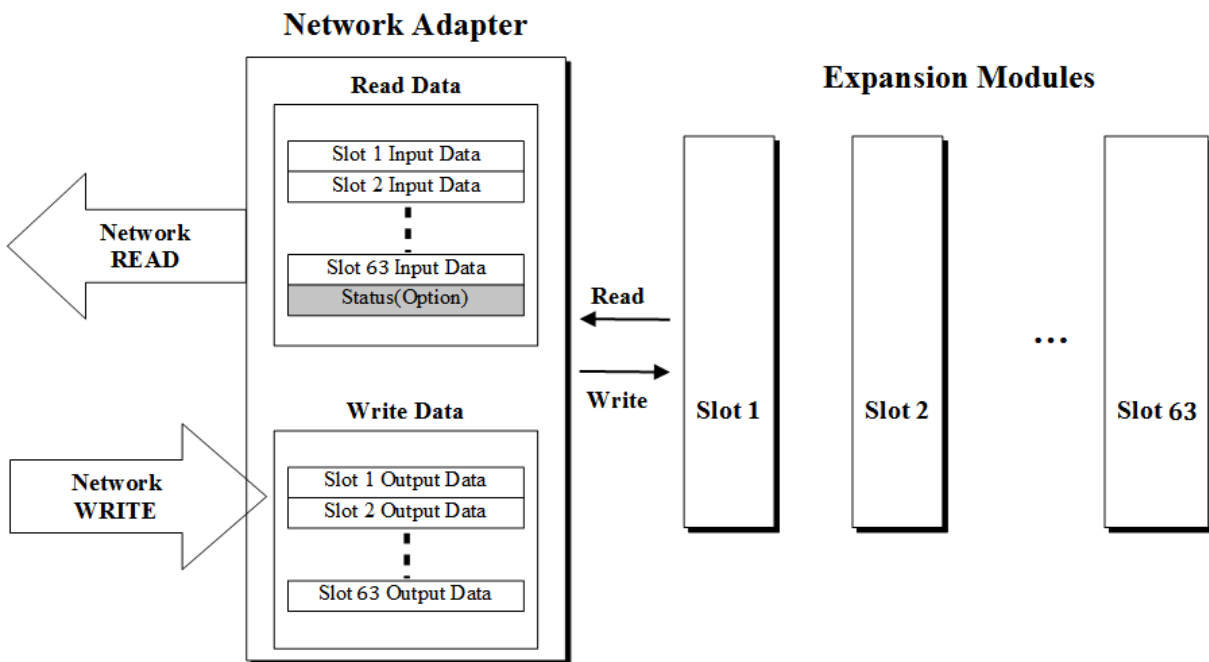 Network Adapter
Read Data
Slot 1 Input Data
Slot 2 Input Data
Slot 63 Input Data
Status(Option)
Network
READ
Write Data
Slot 1 Output Data
Slot 2 Output Data
Slot 63 Output Data
Network
WRITE
Read
Write
Expansion Modules
Slot 1
Slot 2
...
Slot 63